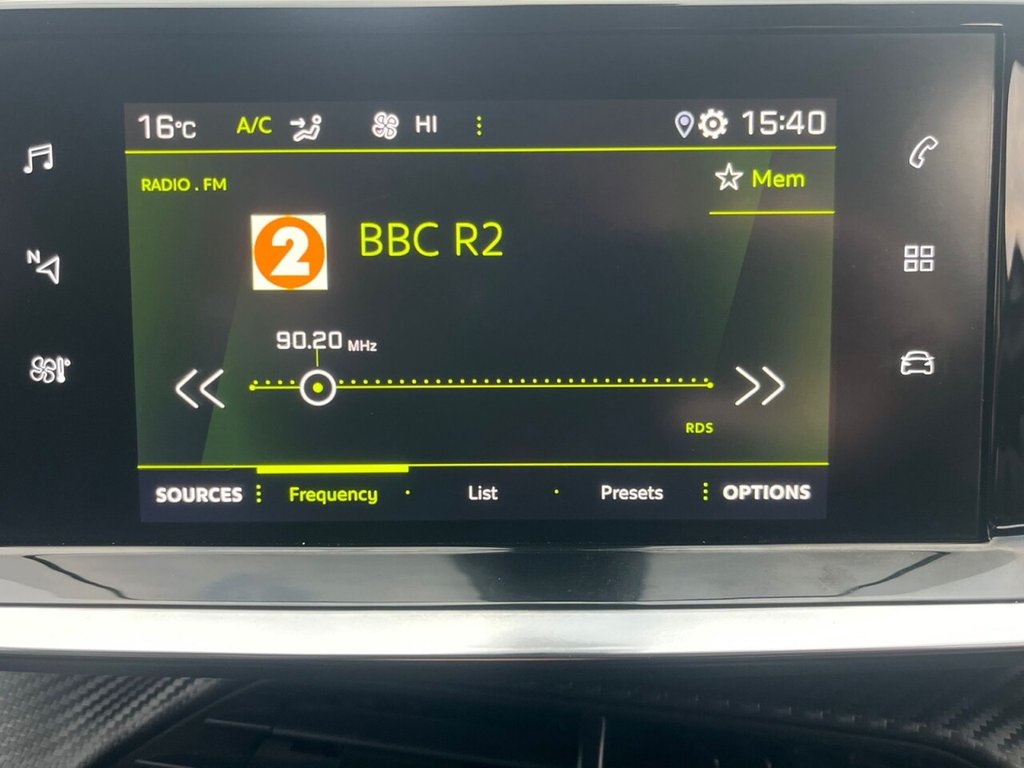 16°C A/C HI 15:40
RADIO . FM
Mem
2 BBC R2
90.20 MHz
RDS
SOURCES Frequency List Presets OPTIONS
N